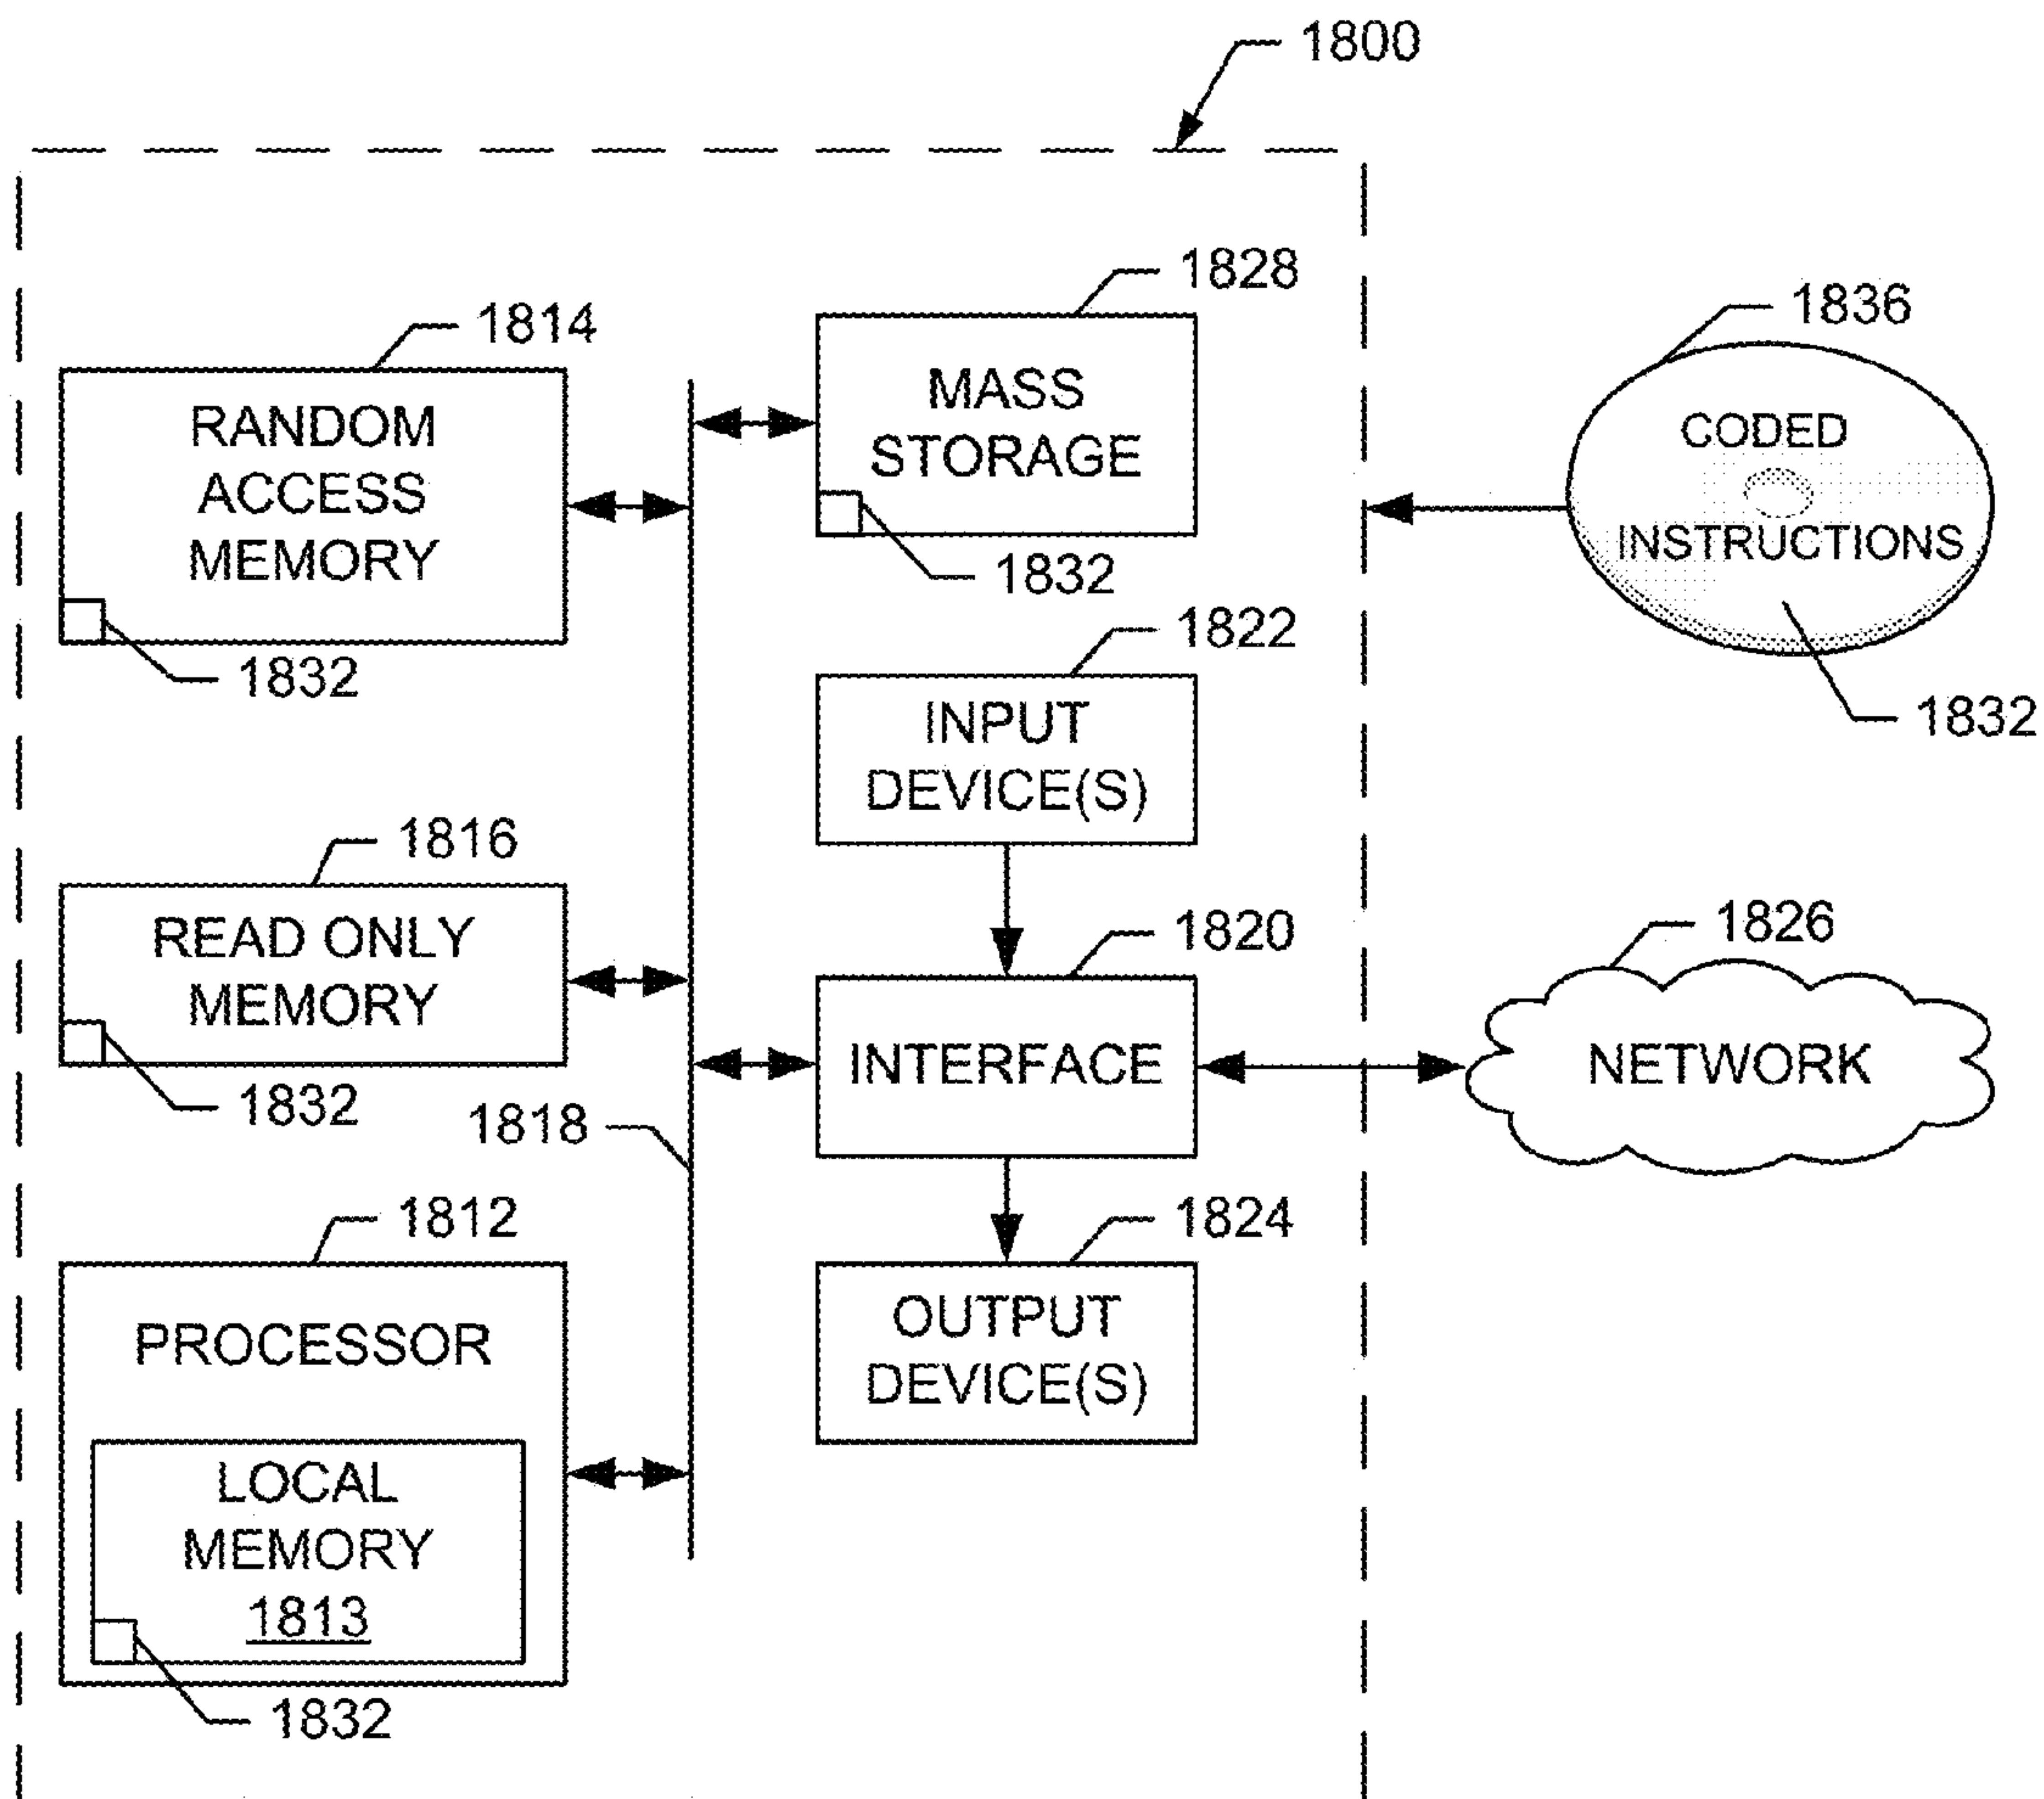 1800
1828
1814
1836
MASS
STORAGE
RANDOM
ACCESS
MEMORY
CODED
INSTRUCTIONS
1832
1832
1832
1822
INPUT
DEVICE(S)
1816
1820
1826
READ ONLY
MEMORY
INTERFACE
NETWORK
1832
1818
1812
1824
PROCESSOR
OUTPUT
DEVICE(S)
LOCAL
MEMORY
1813
1832